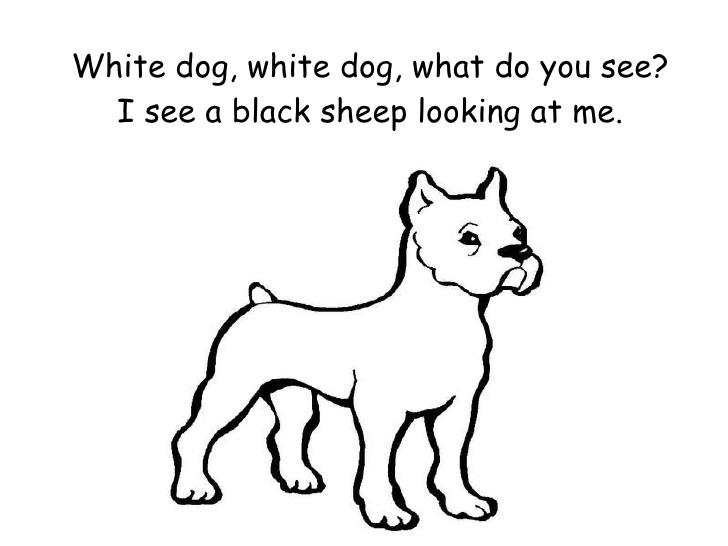 White dog, white dog, what do you see?
I see a black sheep looking at me.